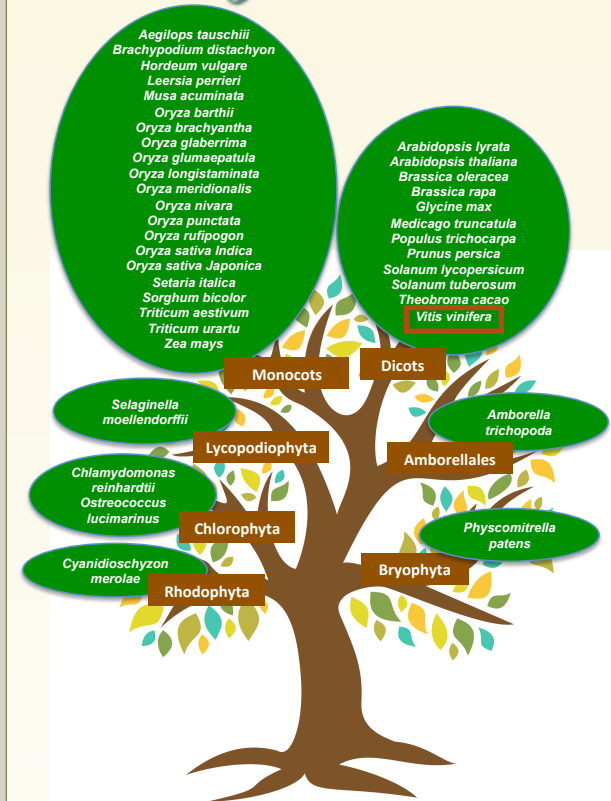 Aegilops tauschiii
Brachypodium distachyon
Hordeum vulgare
Leersia perrieri
Musa acuminata
Oryza barthii
Oryza brachyantha
Oryza glaberrima
Oryza glumaepatula
Oryza longistaminata
Oryza meridionalis
Oryza nivara
Oryza punctata
Oryza rufipogon
Oryza sativa Indica
Oryza sativa Japonica
Setaria italica
Sorghum bicolor
Triticum aestivum
Triticum urartu
Zea mays
Arabidopsis lyrata
Arabidopsis thaliana
Brassica oleracea
Brassica rapa
Glycine max
Medicago truncatula
Populus trichocarpa
Prunus persica
Solanum lycopersicum
Solanum tuberosum
Theobroma cacao
Vitis vinifera
Monocots
Dicots
Selaginella
moellendorffii
Lycopodiophyta
Amborella
trichopoda
Amborellales
Chlamydomonas
reinhardtii
Ostreococcus
lucimarinus
Chlorophyta
Physcomitrella
patens
Bryophyta
Cyanidioschyzon
merolae
Rhodophyta